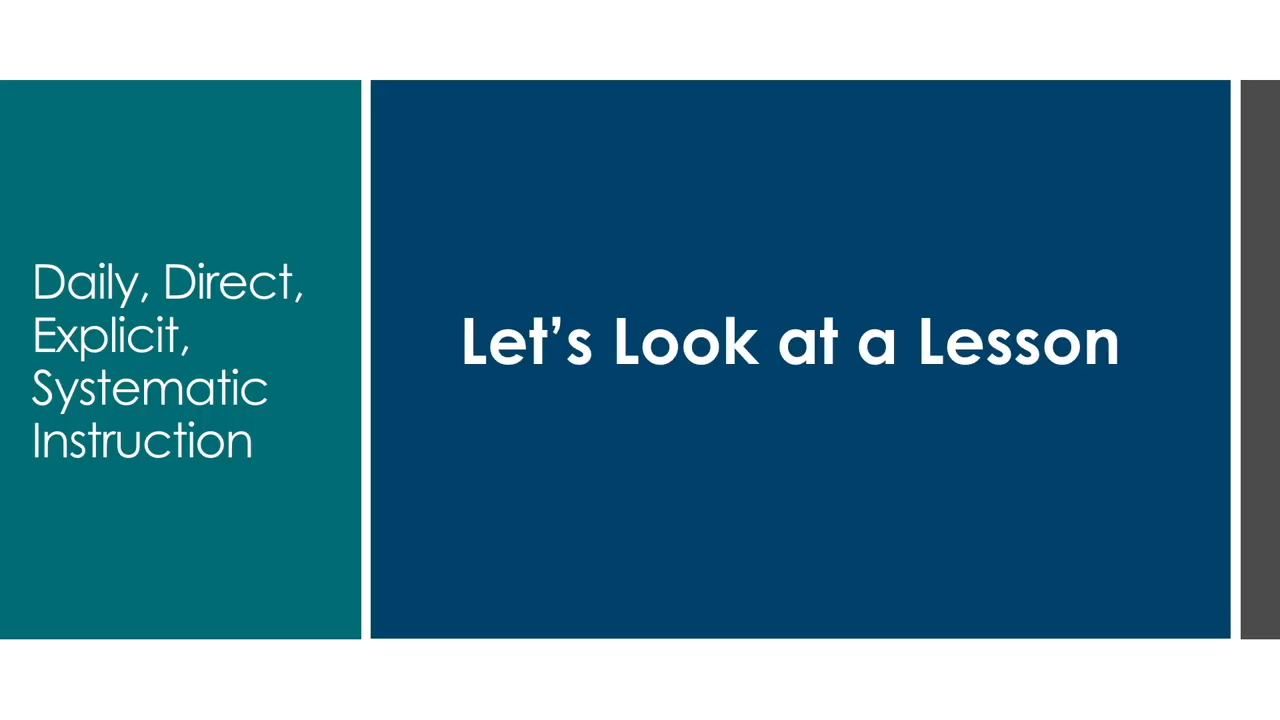 Daily, Direct,
Explicit,
Systematic
Instruction
Let’s Look at a Lesson